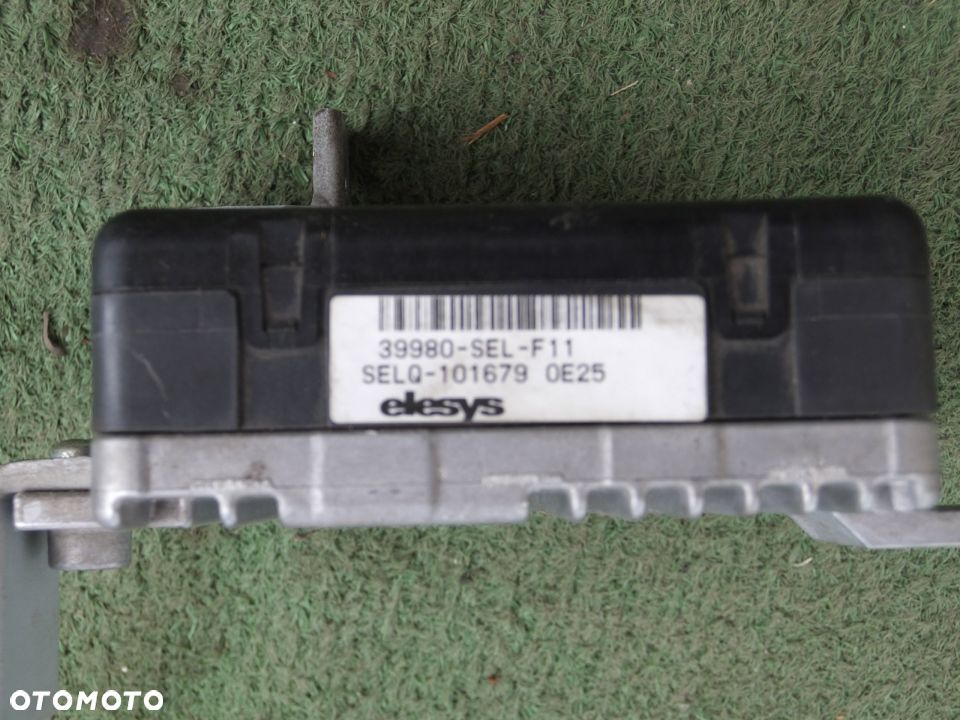 39980-SEL-F11
SELQ-101679 0E25
elesys
OTOMOTO